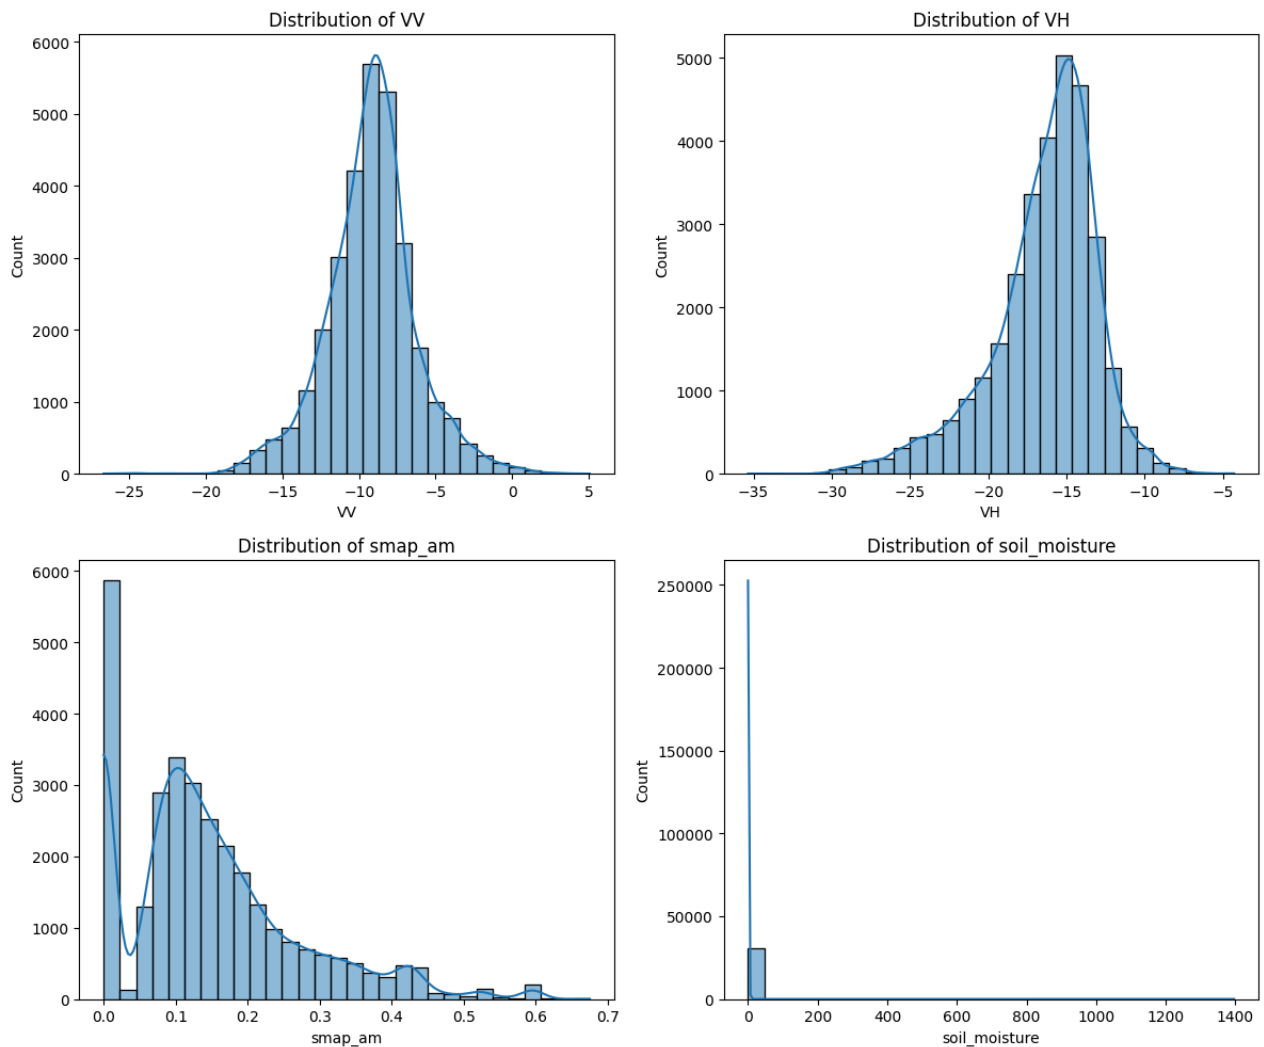 Distribution of VV
6000
5000
4000
3000
2000
1000
0
Count
−25 −20 −15 −10 −5 0 5
VV
Distribution of VH
5000
4000
3000
2000
1000
0
Count
−35 −30 −25 −20 −15 −10 −5
VH
Distribution of smap_am
6000
5000
4000
3000
2000
1000
0
Count
0.0 0.1 0.2 0.3 0.4 0.5 0.6 0.7
smap_am
Distribution of soil_moisture
250000
200000
150000
100000
50000
0
Count
0 200 400 600 800 1000 1200 1400
soil_moisture